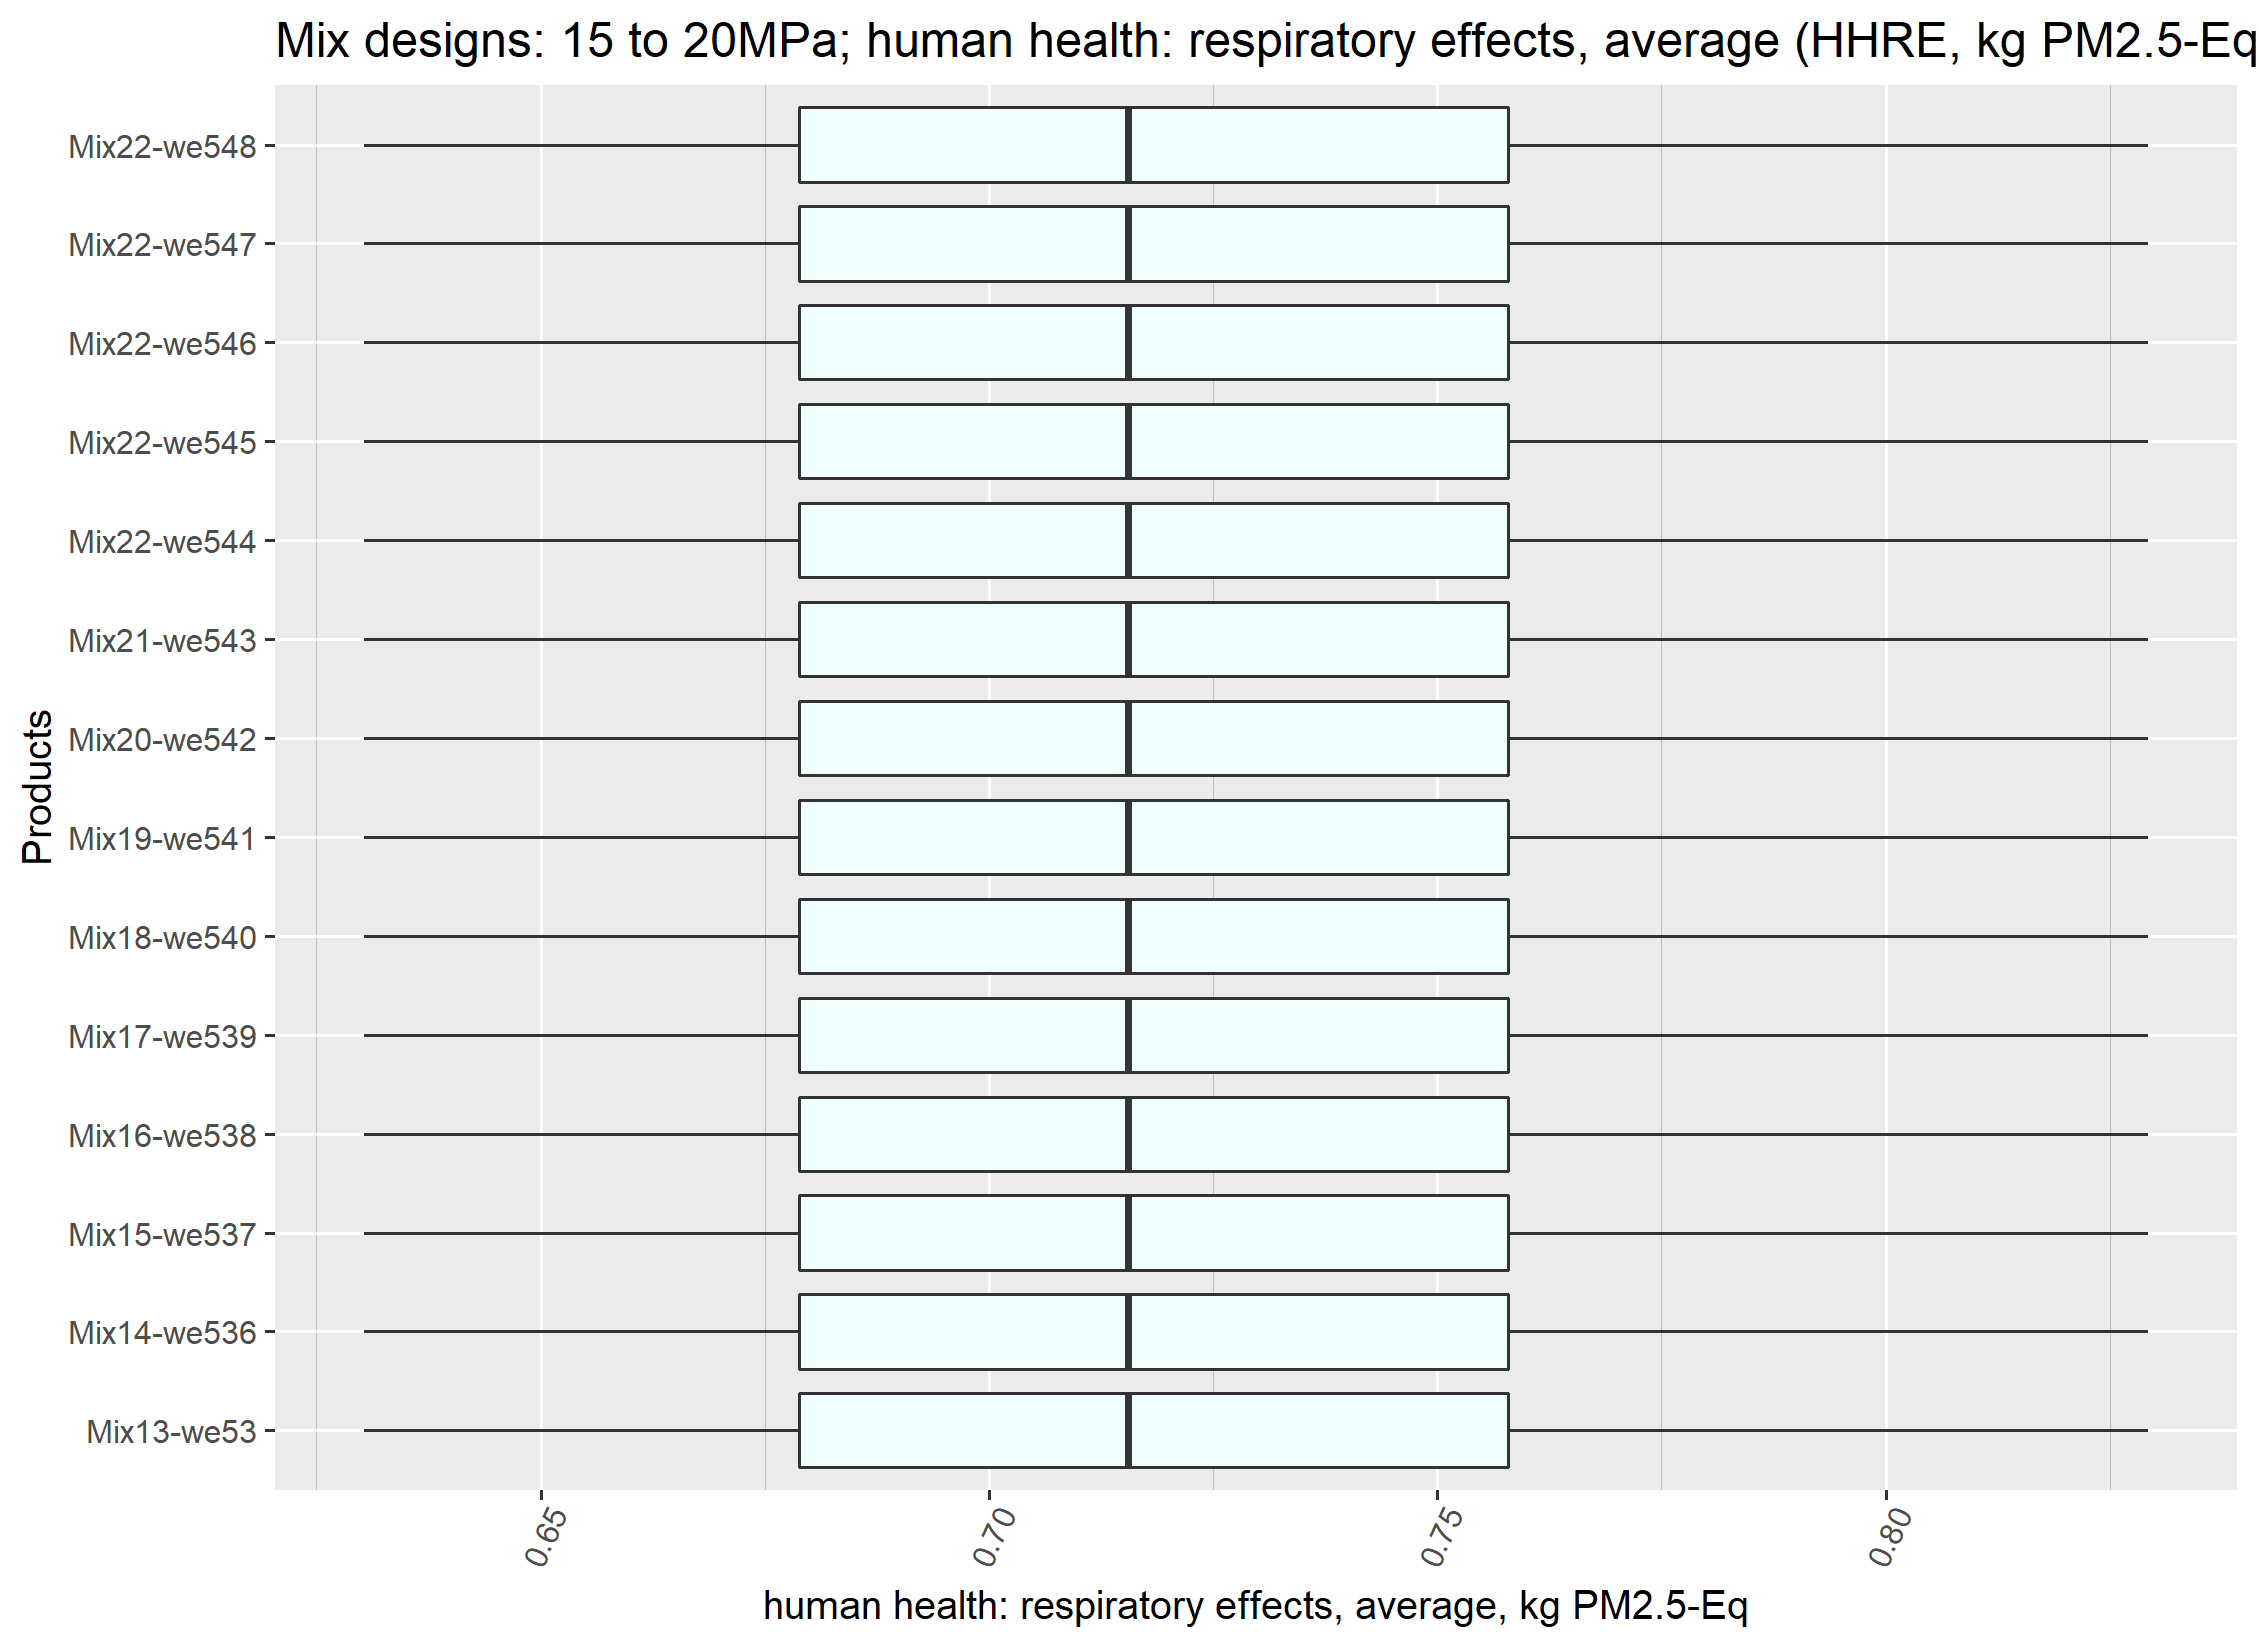 Mix designs: 15 to 20MPa; human health: respiratory effects, average (HHRE, kg PM2.5-Eq
Mix22-we548
Mix22-we547
Mix22-we546
Mix22-we545
Mix22-we544
Mix21-we543
Mix20-we542
Mix19-we541
Mix18-we540
Mix17-we539
Mix16-we538
Mix15-we537
Mix14-we536
Mix13-we53
Products
0.65
0.70
0.75
0.80
human health: respiratory effects, average, kg PM2.5-Eq